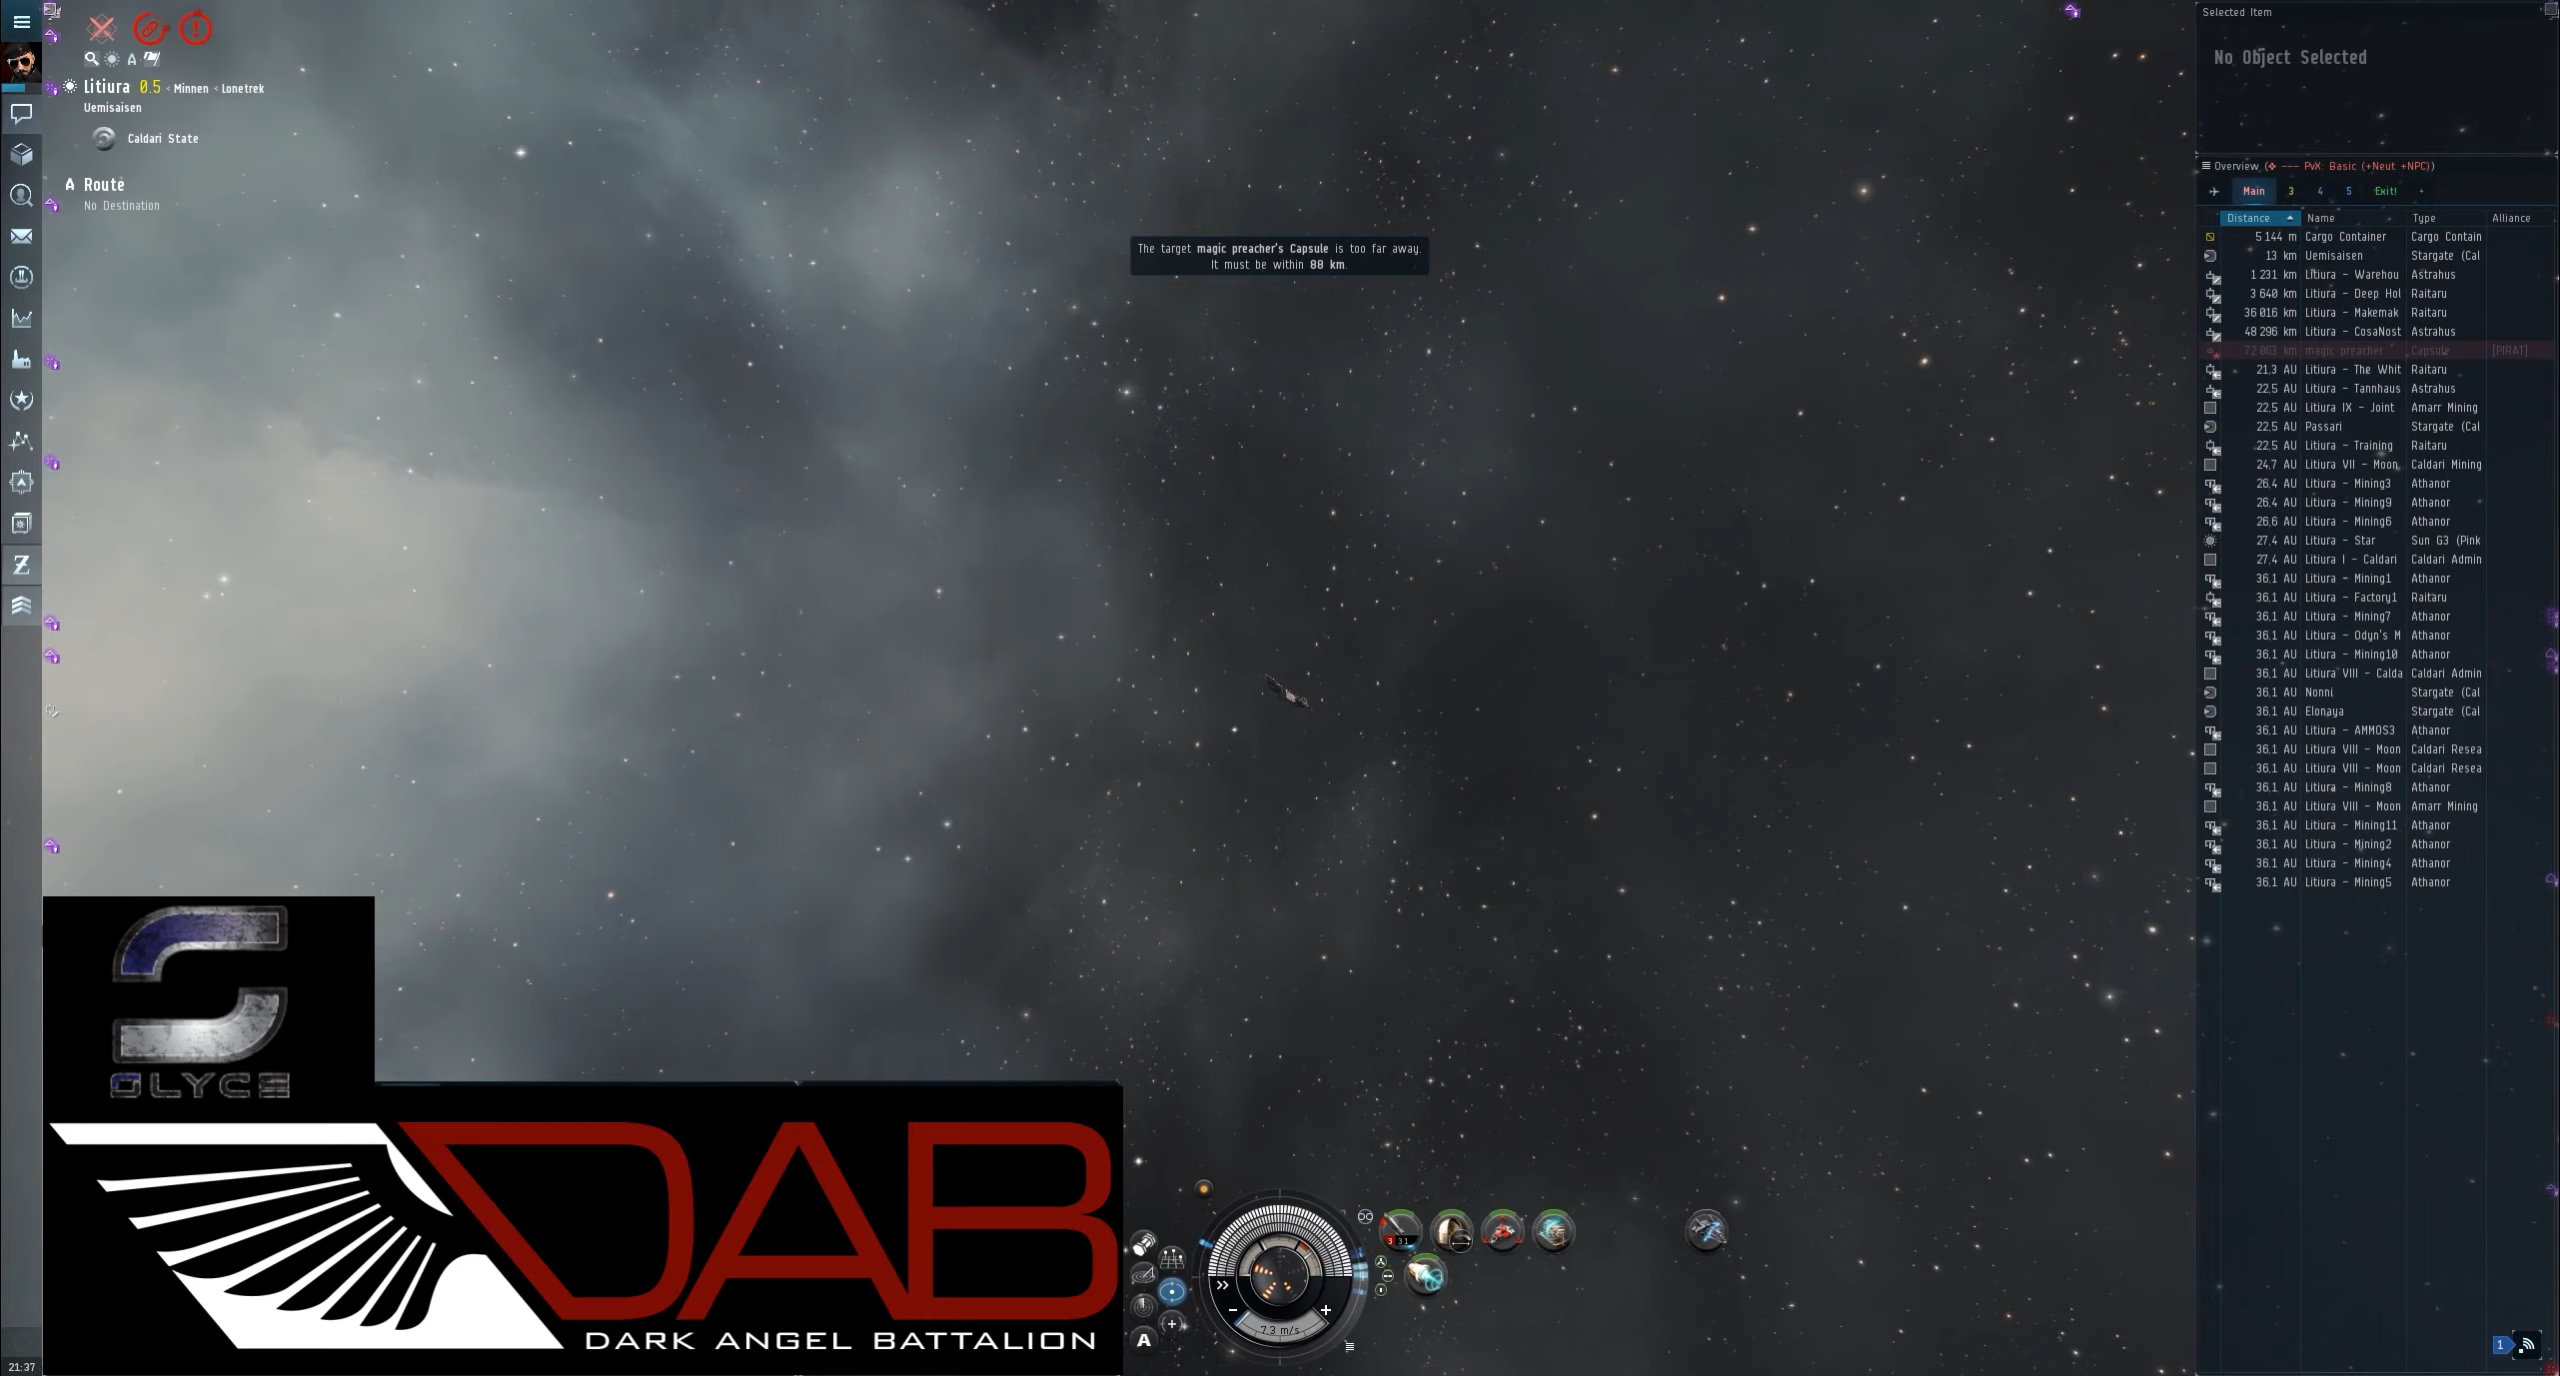 Litiura 0.5 < Minnen < Lonetrek
Uemisaisen
Caldari State
Route
No Destination
The target magic preacher's Capsule is too far away.
It must be within 88 km.
Selected Item
No Object Selected
Overview (--- PvX: Basic (+Neut +NPC))
Main 3 4 5 Exit! +
Distance Name Type Alliance
5 144 m Cargo Container Cargo Contain
13 km Uemisaisen Stargate (Cal
1 231 km Litiura - Warehou Astrahus
3 640 km Litiura - Deep Hol Raitaru
36 016 km Litiura - Makemak Raitaru
48 296 km Litiura - CosaNost Astrahus
72 063 km magic preacher Capsule [PIRAT]
21,3 AU Litiura - The Whit Raitaru
22,5 AU Litiura - Tannhaus Astrahus
22,5 AU Litiura IX - Joint Amarr Mining
22,5 AU Passari Stargate (Cal
22,5 AU Litiura - Training Raitaru
24,7 AU Litiura VII - Moon Caldari Mining
26,4 AU Litiura - Mining3 Athanor
26,4 AU Litiura - Mining9 Athanor
26,6 AU Litiura - Mining6 Athanor
27,4 AU Litiura - Star Sun G3 (Pink
27,4 AU Litiura I - Caldari Caldari Admin
36,1 AU Litiura - Mining1 Athanor
36,1 AU Litiura - Factory1 Raitaru
36,1 AU Litiura - Mining7 Athanor
36,1 AU Litiura - Odyn's M Athanor
36,1 AU Litiura - Mining10 Athanor
36,1 AU Litiura VIII - Calda Caldari Admin
36,1 AU Nonni Stargate (Cal
36,1 AU Elonaya Stargate (Cal
36,1 AU Litiura - AMMOS3 Athanor
36,1 AU Litiura VIII - Moon Caldari Resea
36,1 AU Litiura VIII - Moon Caldari Resea
36,1 AU Litiura - Mining8 Athanor
36,1 AU Litiura VIII - Moon Amarr Mining
36,1 AU Litiura - Mining11 Athanor
36,1 AU Litiura - Mining2 Athanor
36,1 AU Litiura - Mining4 Athanor
36,1 AU Litiura - Mining5 Athanor
SLYCE
DAB
DARK ANGEL BATTALION
7.3 m/s
1
21:37